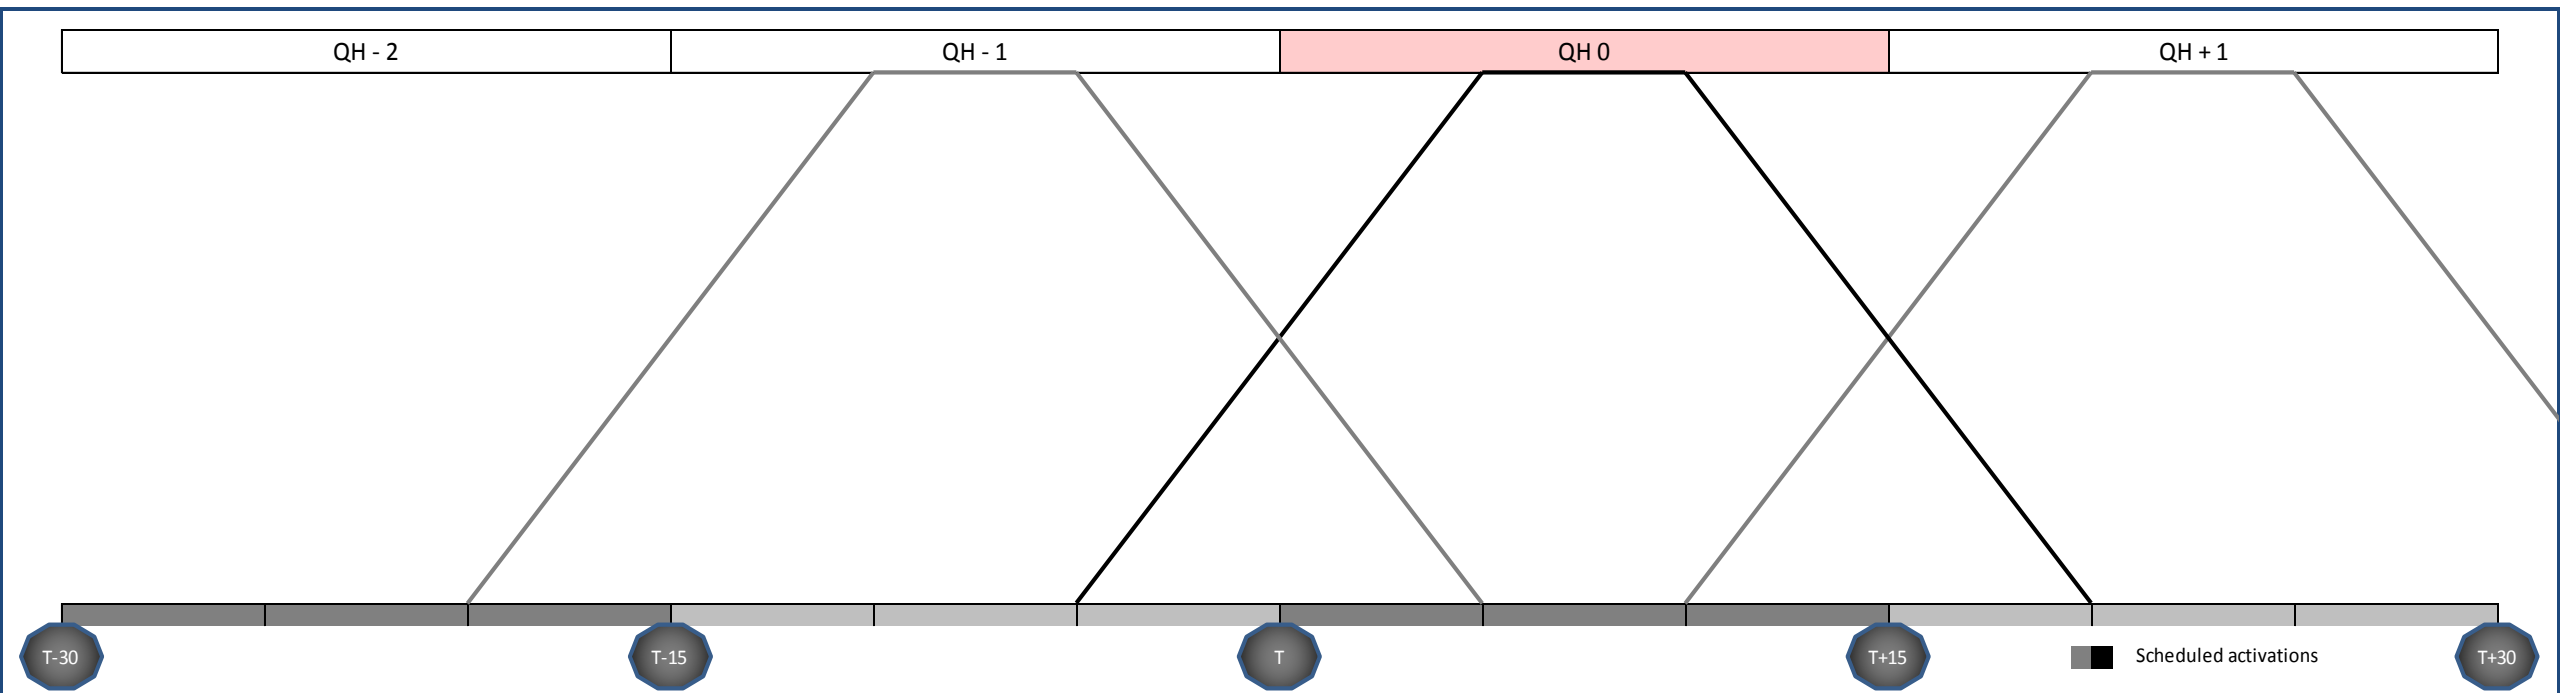 QH - 2
QH - 1
QH 0
QH + 1
T-30
T-15
T
T+15
Scheduled activations
T+30